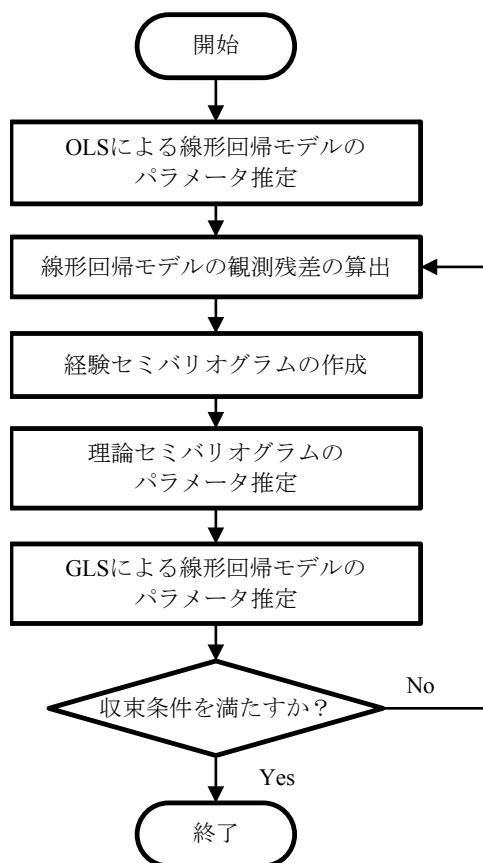 開始
OLSによる線形回帰モデルの
パラメータ推定
線形回帰モデルの観測残差の算出
経験セミバリオグラムの作成
理論セミバリオグラムの
パラメータ推定
GLSによる線形回帰モデルの
パラメータ推定
収束条件を満たすか？
No
Yes
終了